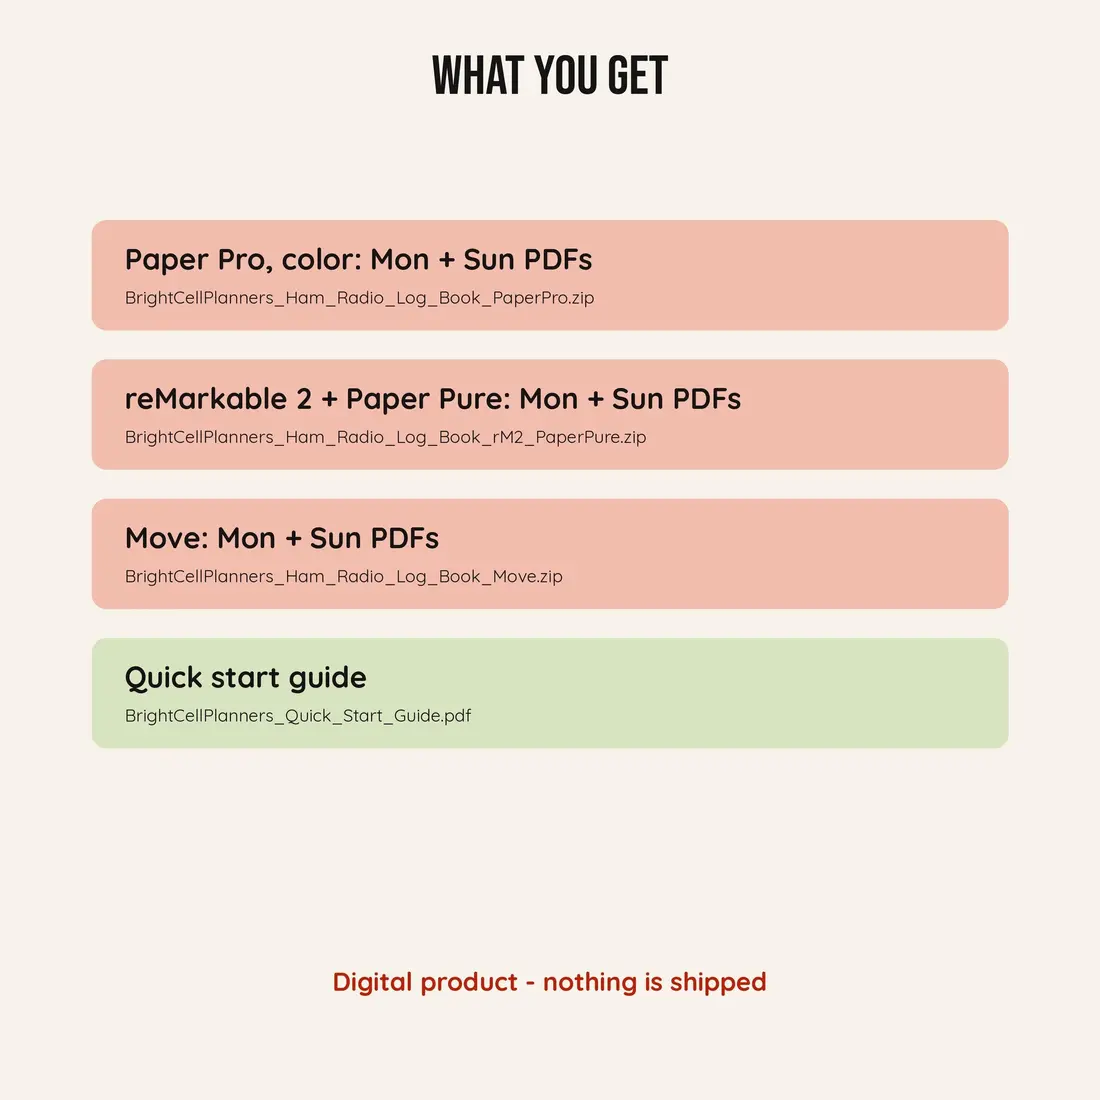 WHAT YOU GET
Paper Pro, color: Mon + Sun PDFs
BrightCellPlanners_Ham_Radio_Log_Book_PaperPro.zip
reMarkable 2 + Paper Pure: Mon + Sun PDFs
BrightCellPlanners_Ham_Radio_Log_Book_rM2_PaperPure.zip
Move: Mon + Sun PDFs
BrightCellPlanners_Ham_Radio_Log_Book_Move.zip
Quick start guide
BrightCellPlanners_Quick_Start_Guide.pdf
Digital product - nothing is shipped